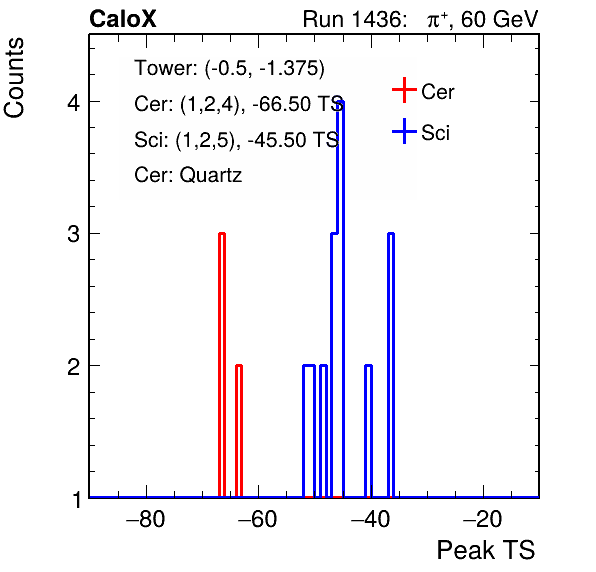 CaloX Run 1436: π⁺, 60 GeV
Counts
Tower: (-0.5, -1.375)
Cer: (1,2,4), -66.50 TS
Sci: (1,2,5), -45.50 TS
Cer: Quartz
Cer
Sci
4
3
2
1
−80 −60 −40 −20
Peak TS